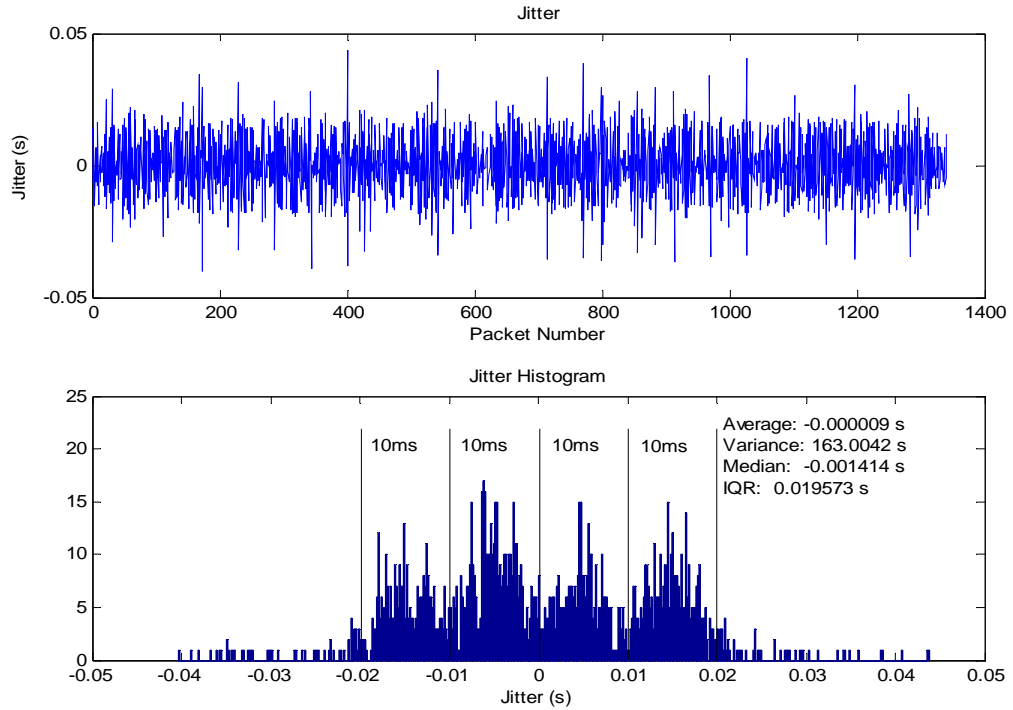 Jitter
0.05
0
-0.05
Jitter (s)
0 200 400 600 800 1000 1200 1400
Packet Number
Jitter Histogram
25
20
15
10
5
0
10ms 10ms 10ms 10ms
Average: -0.000009 s
Variance: 163.0042 s
Median: -0.001414 s
IQR: 0.019573 s
-0.05 -0.04 -0.03 -0.02 -0.01 0 0.01 0.02 0.03 0.04 0.05
Jitter (s)